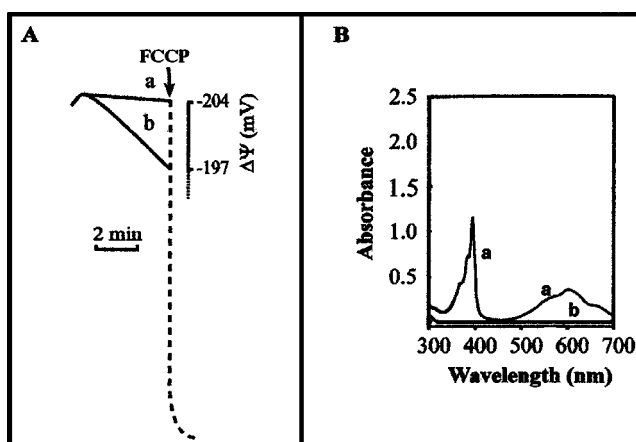 A
FCCP
a
b
-204
-197
ΔΨ (mV)
2 min
B
Absorbance
2.5
2.0
1.5
1.0
0.5
a
a
b
300 400 500 600 700
Wavelength (nm)